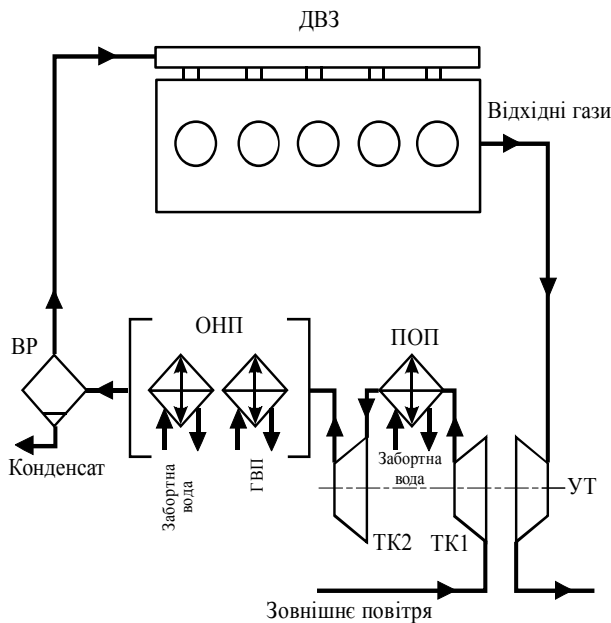 ДВЗ
Відхідні гази
ОНП
ПОП
ВР
Конденсат
Забортна
вода
ГВП
Забортна
вода
УТ
ТК2
ТК1
Зовнішнє повітря